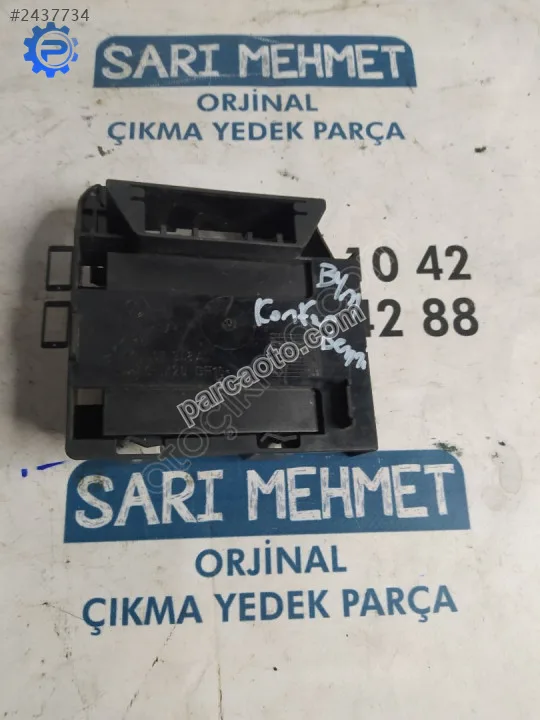 #2437734
SARI MEHMET
ORJİNAL
ÇIKMA YEDEK PARÇA
10 42
42 88
parcaoto.com
SARI MEHMET
ORJİNAL
ÇIKMA YEDEK PARÇA